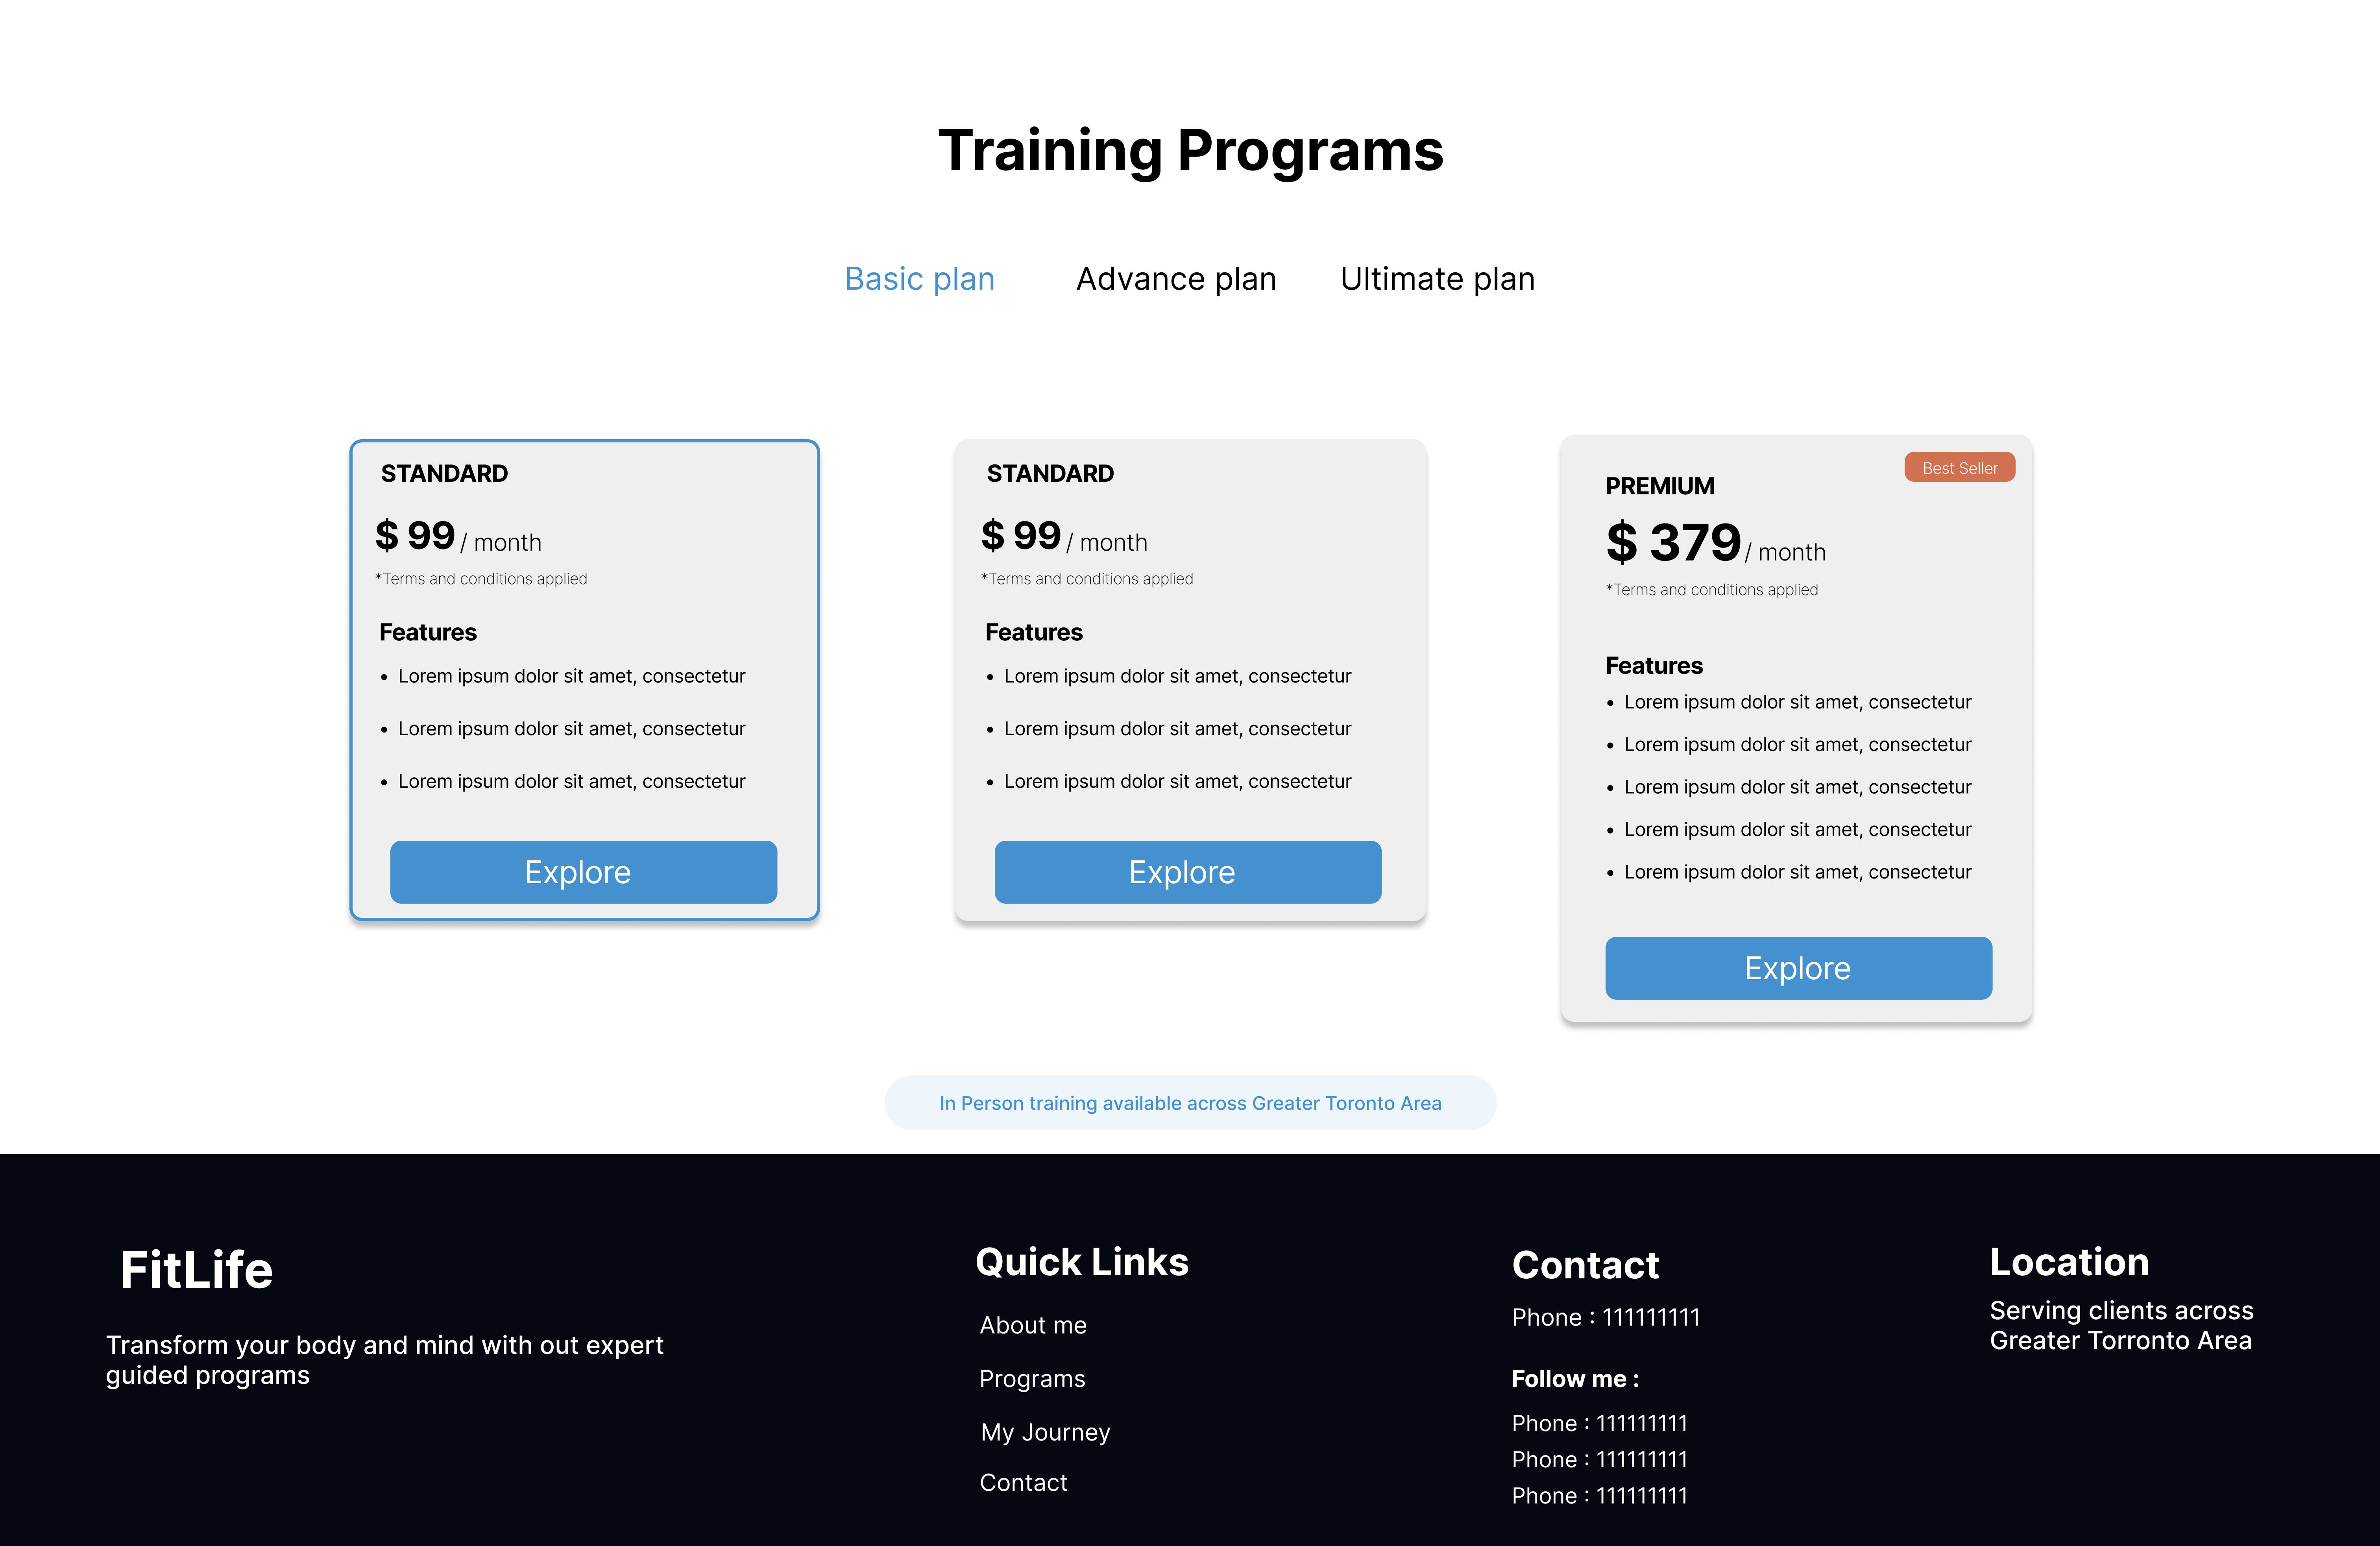 Training Programs
Basic plan
Advance plan
Ultimate plan
STANDARD
$ 99 / month
*Terms and conditions applied
Features
• Lorem ipsum dolor sit amet, consectetur
• Lorem ipsum dolor sit amet, consectetur
• Lorem ipsum dolor sit amet, consectetur
Explore
STANDARD
$ 99 / month
*Terms and conditions applied
Features
• Lorem ipsum dolor sit amet, consectetur
• Lorem ipsum dolor sit amet, consectetur
• Lorem ipsum dolor sit amet, consectetur
Explore
Best Seller
PREMIUM
$ 379 / month
*Terms and conditions applied
Features
• Lorem ipsum dolor sit amet, consectetur
• Lorem ipsum dolor sit amet, consectetur
• Lorem ipsum dolor sit amet, consectetur
• Lorem ipsum dolor sit amet, consectetur
• Lorem ipsum dolor sit amet, consectetur
Explore
In Person training available across Greater Toronto Area
FitLife
Transform your body and mind with out expert
guided programs
Quick Links
About me
Programs
My Journey
Contact
Contact
Phone : 111111111
Follow me :
Phone : 111111111
Phone : 111111111
Phone : 111111111
Location
Serving clients across
Greater Torronto Area